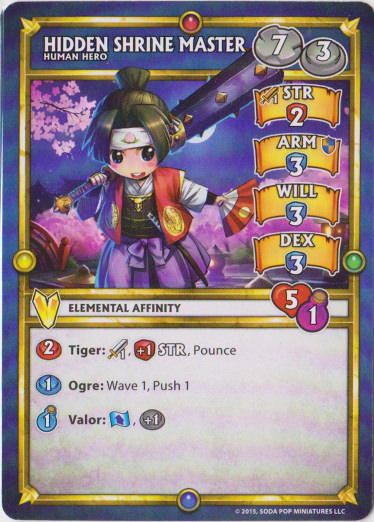 HIDDEN SHRINE MASTER 7 3
HUMAN HERO
1 STR
2
ARM
3
WILL
3
DEX
3
ELEMENTAL AFFINITY
5
1
2 Tiger: 1, +1 STR, Pounce
1 Ogre: Wave 1, Push 1
1 Valor: , +1
© 2015, SODA POP MINIATURES LLC